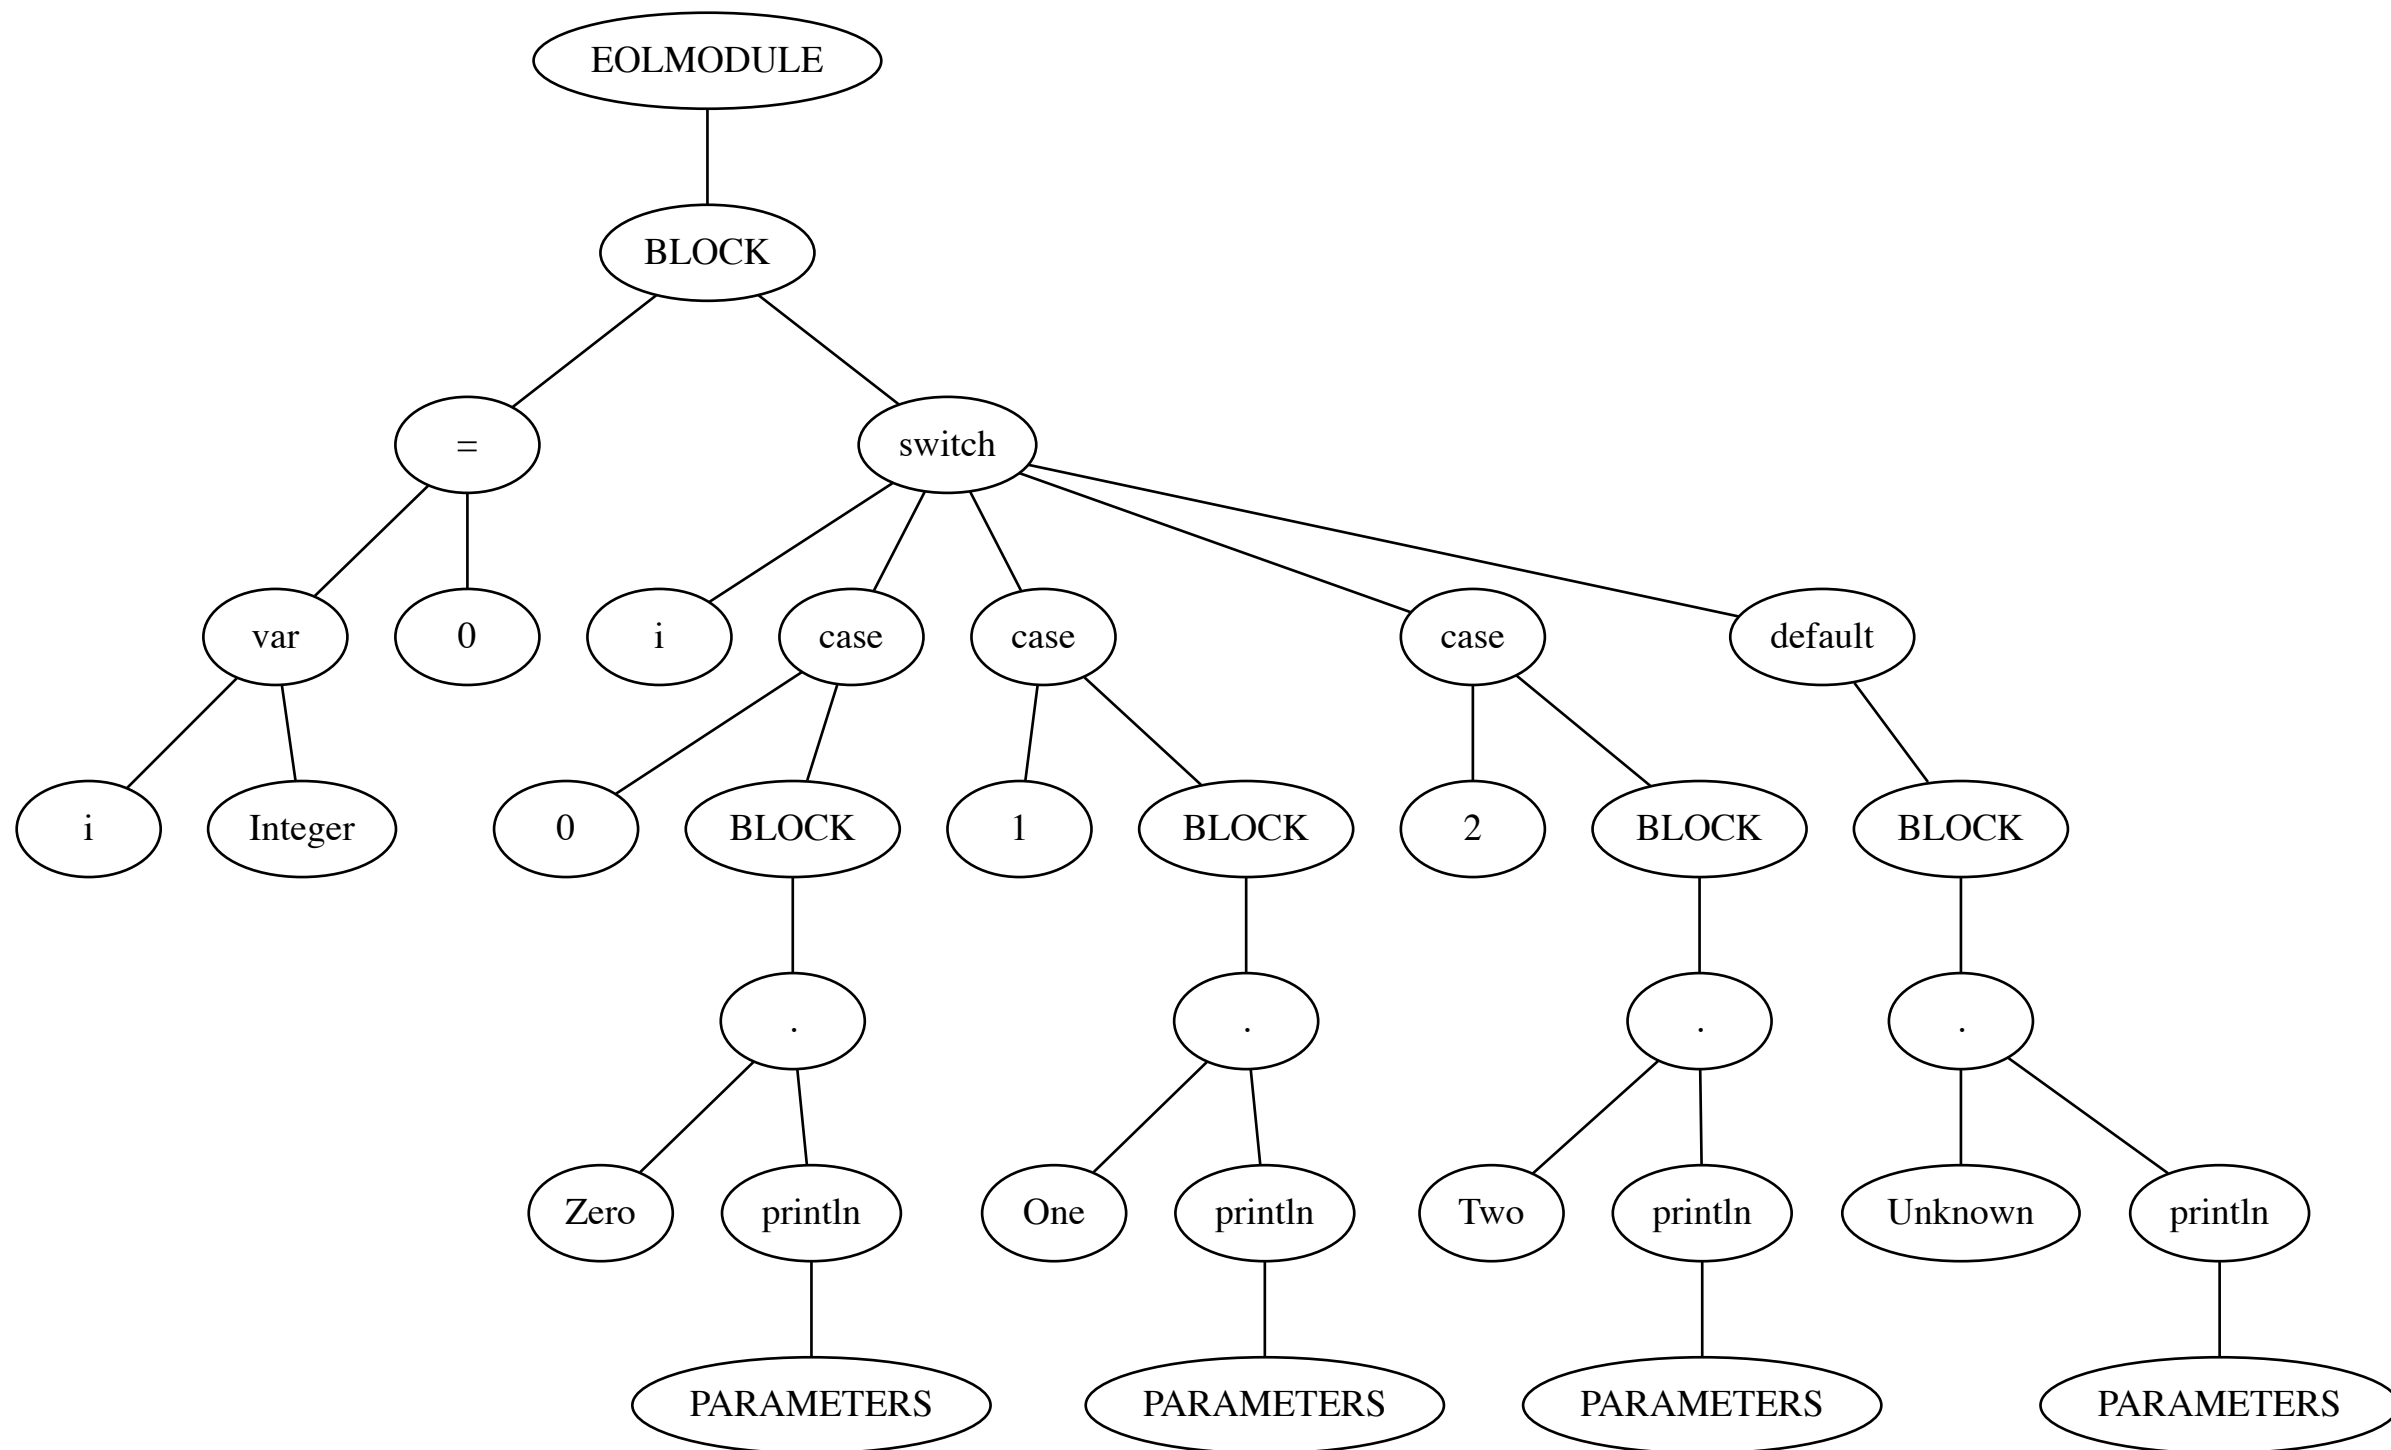 EOLMODULE
BLOCK
=
switch
var
0
i
case
case
case
default
i
Integer
0
BLOCK
1
BLOCK
2
BLOCK
BLOCK
.
.
.
.
Zero
println
One
println
Two
println
Unknown
println
PARAMETERS
PARAMETERS
PARAMETERS
PARAMETERS